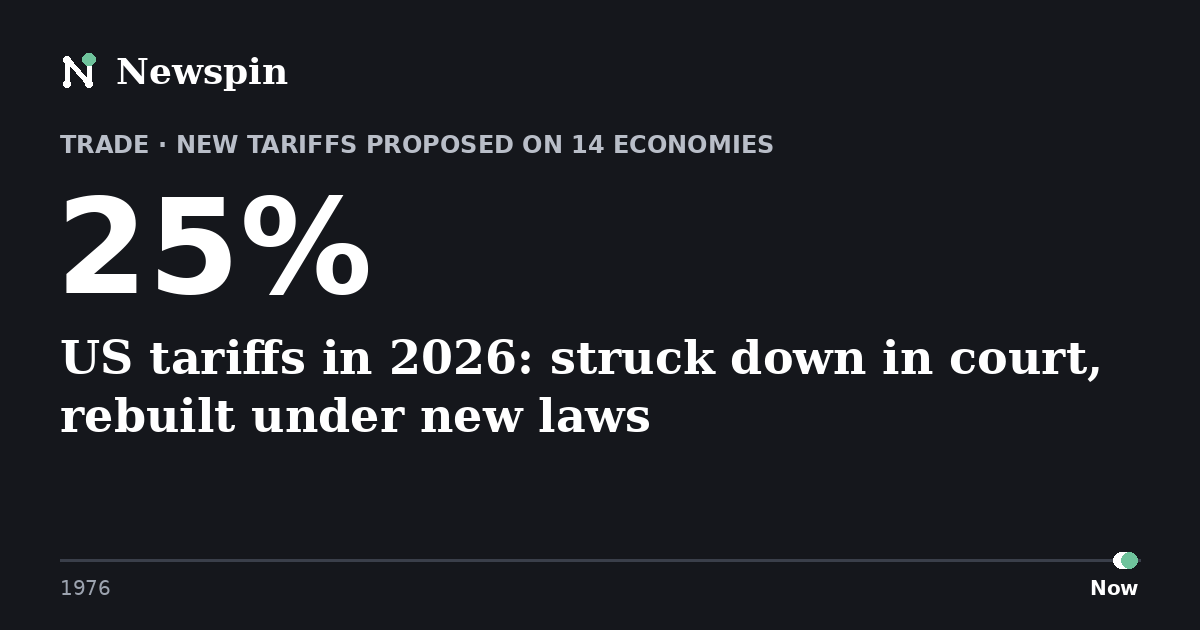 Newspin
TRADE · NEW TARIFFS PROPOSED ON 14 ECONOMIES
25%
US tariffs in 2026: struck down in court,
rebuilt under new laws
1976
Now